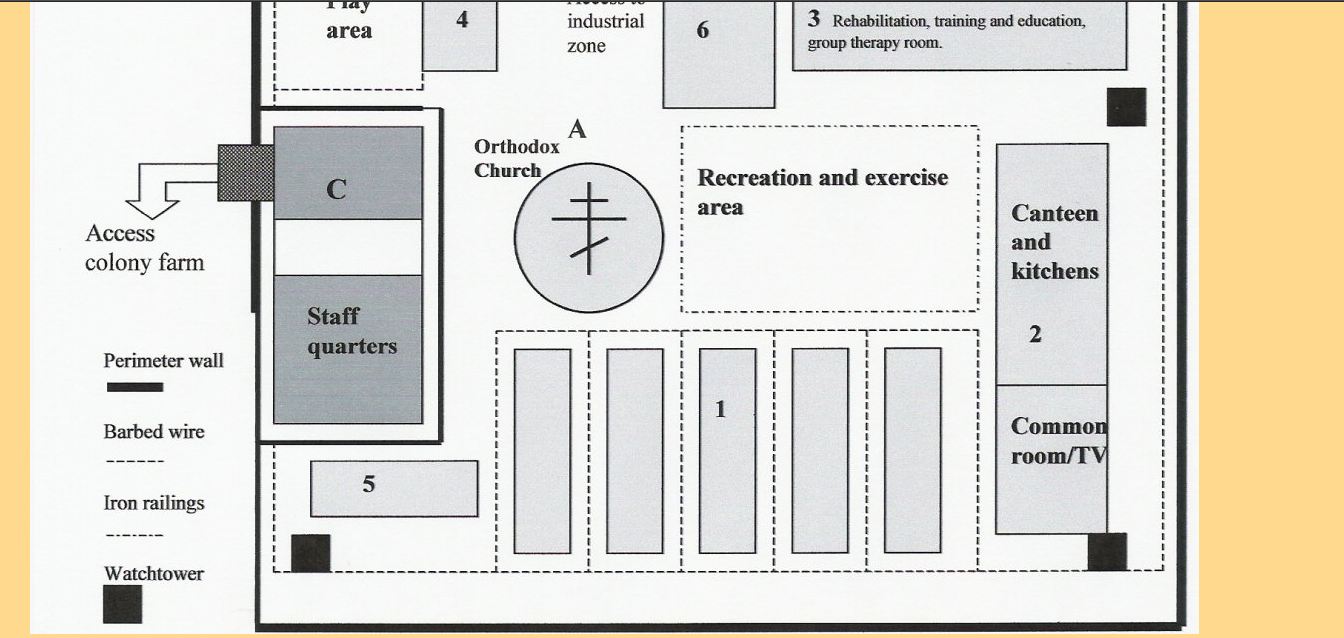 area
4
industrial
zone
6
3 Rehabilitation, training and education,
group therapy room.
A
Orthodox
Church
Recreation and exercise
area
C
Canteen
and
kitchens
2
Access
colony farm
Staff
quarters
Perimeter wall
1
Common
room/TV
Barbed wire
5
Iron railings
Watchtower